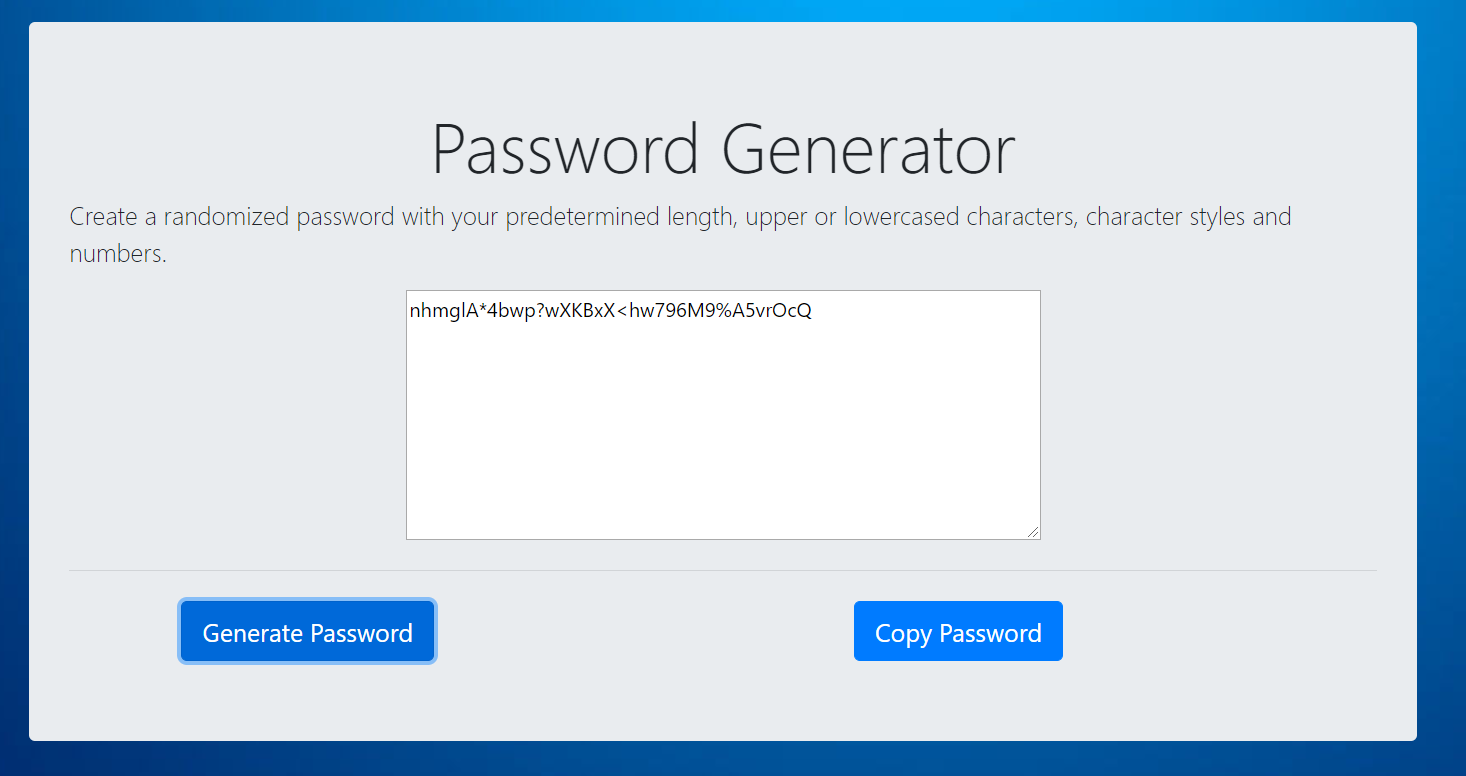 Password Generator
Create a randomized password with your predetermined length, upper or lowercased characters, character styles and
numbers.
nhmglA*4bwp?wXKBxX<hw796M9%A5vrOcQ
Generate Password
Copy Password